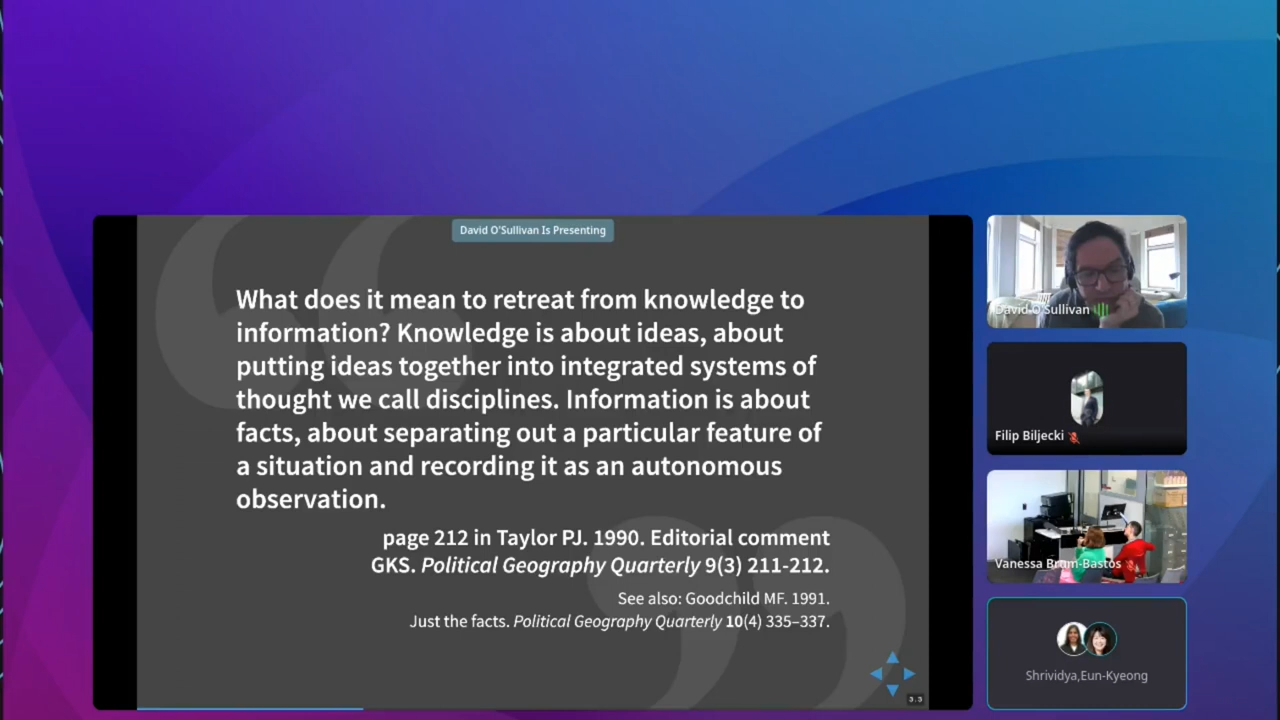 David O'Sullivan Is Presenting
What does it mean to retreat from knowledge to
information? Knowledge is about ideas, about
putting ideas together into integrated systems of
thought we call disciplines. Information is about
facts, about separating out a particular feature of
a situation and recording it as an autonomous
observation.
page 212 in Taylor PJ. 1990. Editorial comment
GKS. Political Geography Quarterly 9(3) 211-212.
See also: Goodchild MF. 1991.
Just the facts. Political Geography Quarterly 10(4) 335–337.
3.3
David O'Sullivan
Filip Biljecki
Vanessa Brum-Bastos
Shrividya,Eun-Kyeong